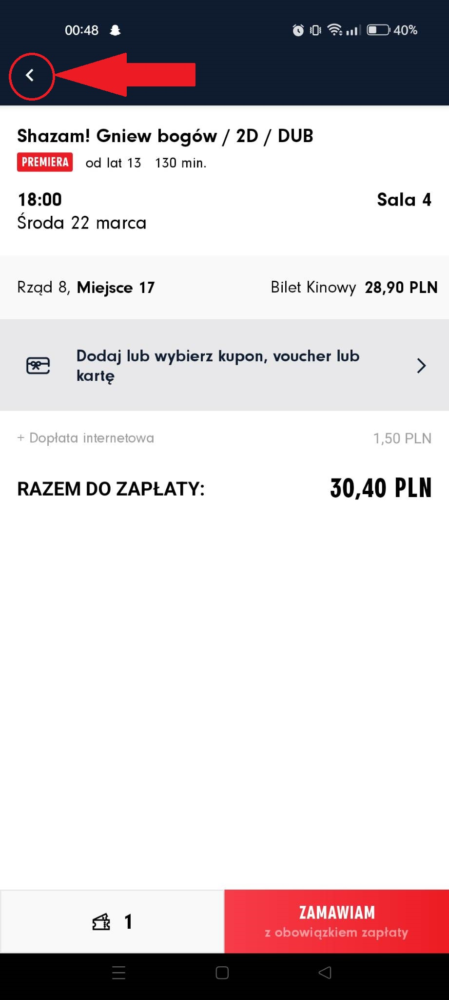 00:48
40%
Shazam! Gniew bogów / 2D / DUB
PREMIERA od lat 13 130 min.
18:00 Sala 4
Środa 22 marca
Rząd 8, Miejsce 17 Bilet Kinowy 28,90 PLN
Dodaj lub wybierz kupon, voucher lub
kartę
+ Dopłata internetowa 1,50 PLN
RAZEM DO ZAPŁATY: 30,40 PLN
1
ZAMAWIAM
z obowiązkiem zapłaty